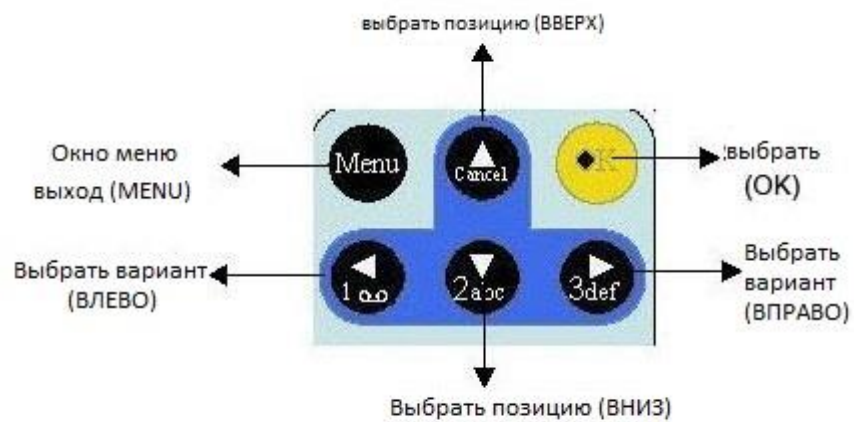 выбрать позицию (ВВЕРХ)
Окно меню
выход (MENU)
Menu
Cancel
OK
выбрать
(OK)
Выбрать вариант
(ВЛЕВО)
1
2abc
3def
Выбрать
вариант
(ВПРАВО)
Выбрать позицию (ВНИЗ)